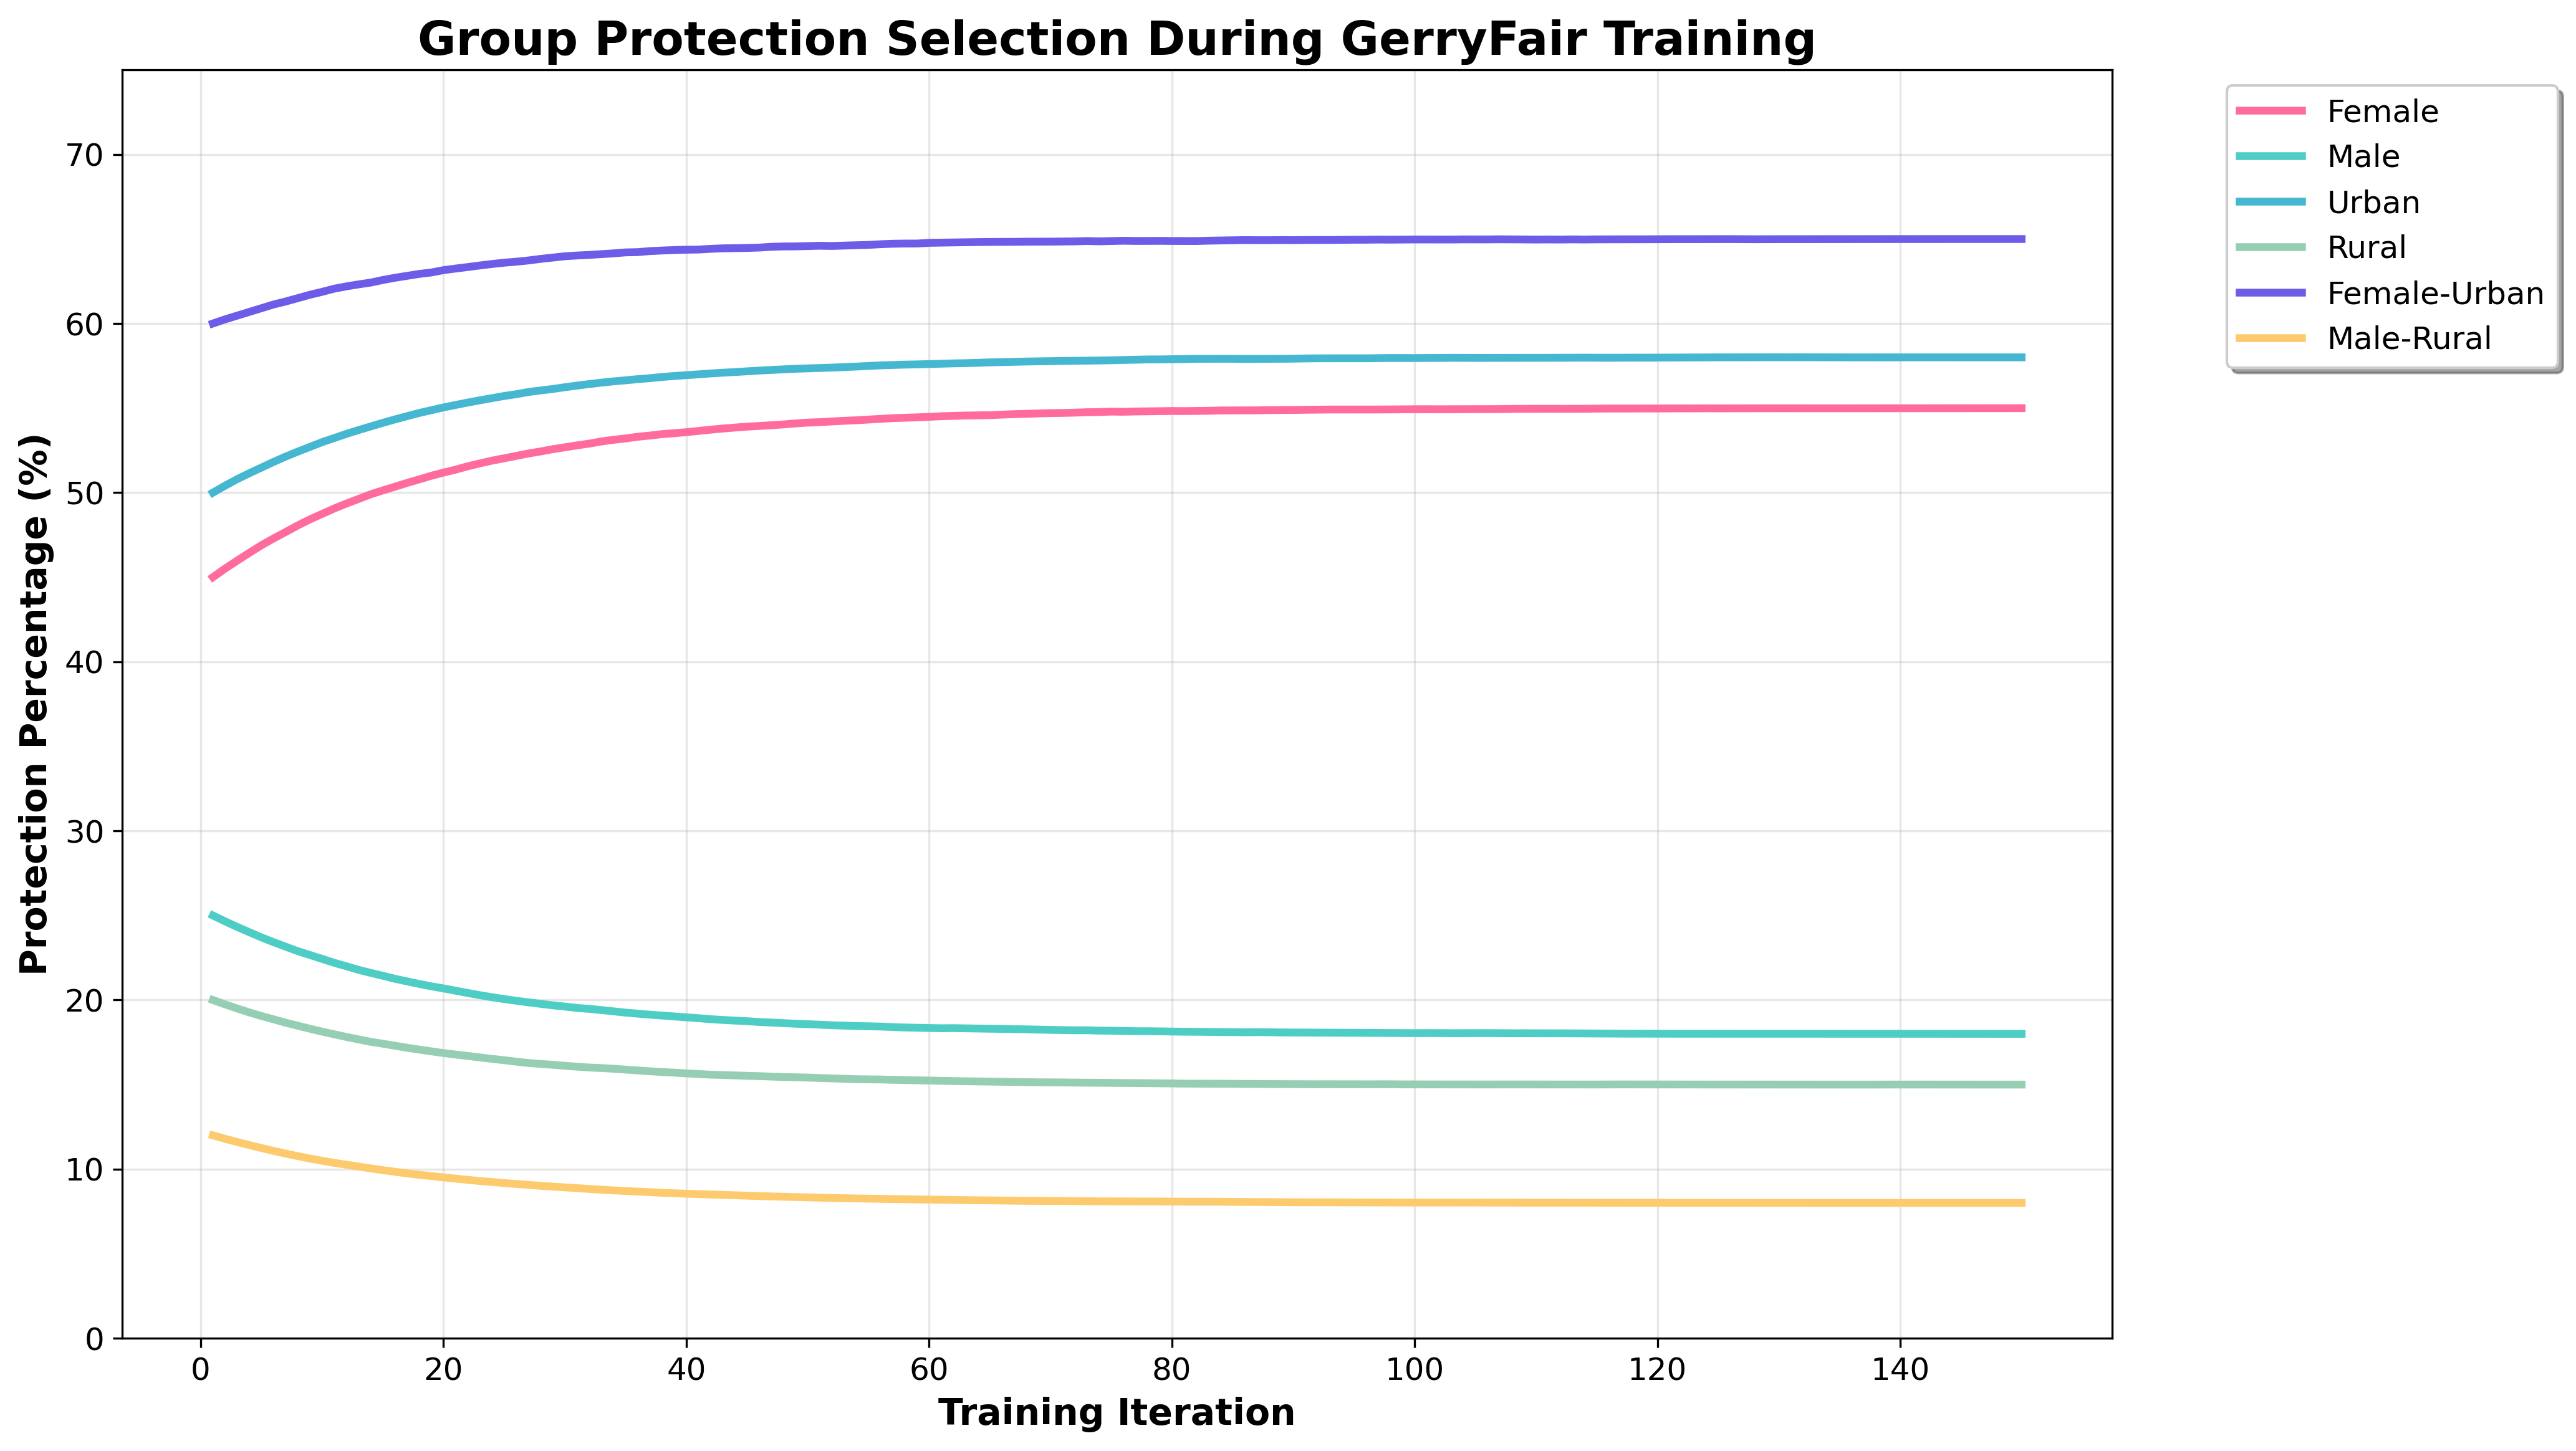 Group Protection Selection During GerryFair Training
Protection Percentage (%)
70
60
50
40
30
20
10
0
0 20 40 60 80 100 120 140
Training Iteration
Female
Male
Urban
Rural
Female-Urban
Male-Rural